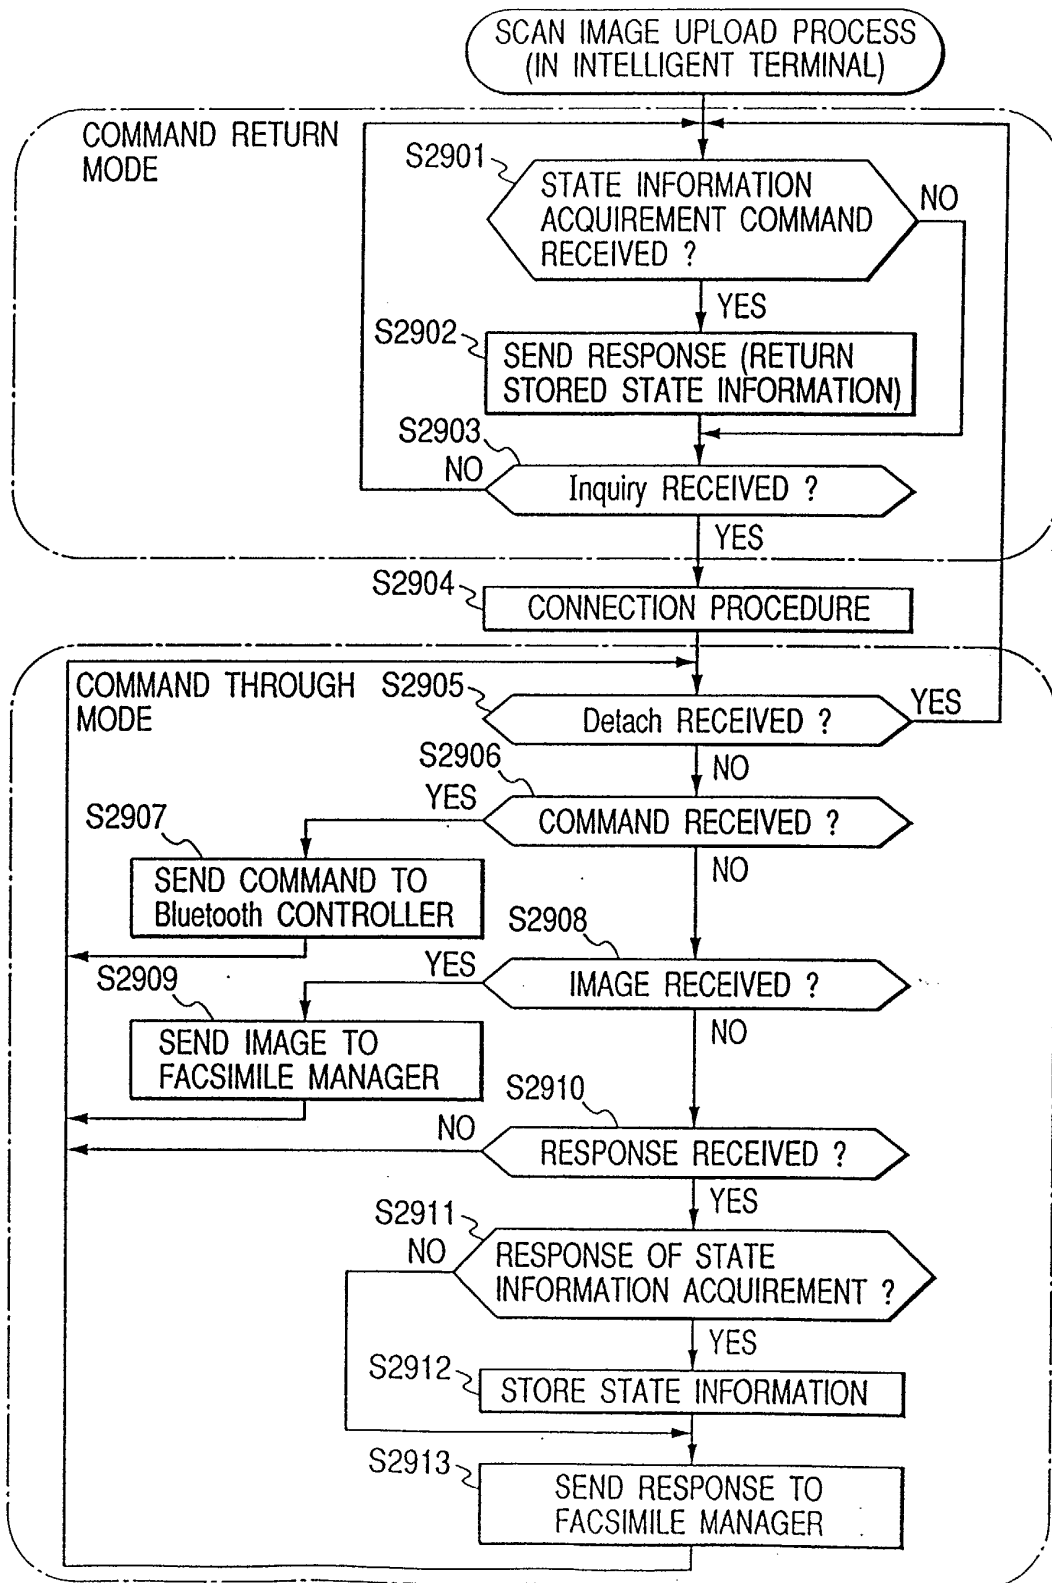 SCAN IMAGE UPLOAD PROCESS
(IN INTELLIGENT TERMINAL)
COMMAND RETURN
MODE
S2901
STATE INFORMATION
ACQUIREMENT COMMAND
RECEIVED ?
NO
YES
S2902
SEND RESPONSE (RETURN
STORED STATE INFORMATION)
S2903
NO
Inquiry RECEIVED ?
YES
S2904
CONNECTION PROCEDURE
COMMAND THROUGH
MODE
S2905
Detach RECEIVED ?
YES
NO
S2906
YES
COMMAND RECEIVED ?
NO
S2907
SEND COMMAND TO
Bluetooth CONTROLLER
S2908
YES
IMAGE RECEIVED ?
NO
S2909
SEND IMAGE TO
FACSIMILE MANAGER
S2910
NO
RESPONSE RECEIVED ?
YES
S2911
NO
RESPONSE OF STATE
INFORMATION ACQUIREMENT ?
YES
S2912
STORE STATE INFORMATION
S2913
SEND RESPONSE TO
FACSIMILE MANAGER